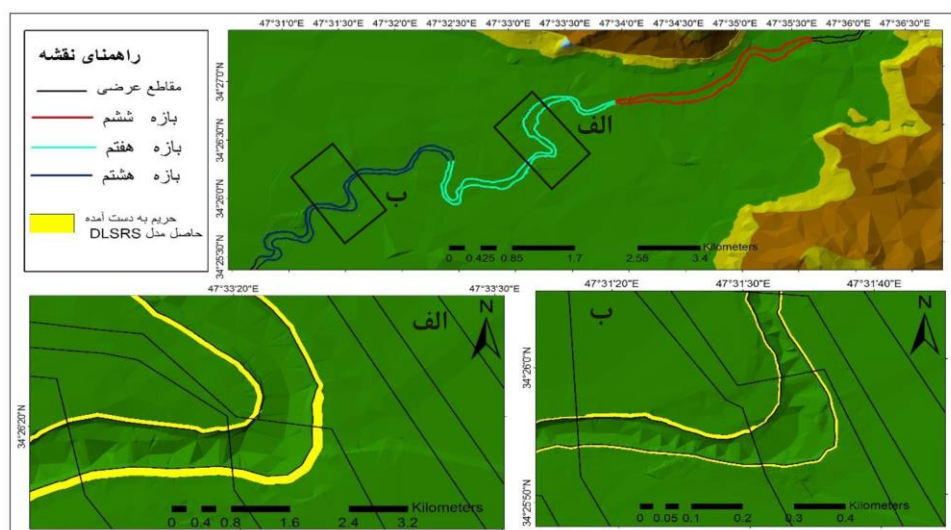 راهنمای نقشه
مقاطع عرضی
بازه ششم
بازه هفتم
بازه هشتم
حریم به دست آمده
حاصل مدل DLSRS
47°31'0"E 47°31'30"E 47°32'0"E 47°32'30"E 47°33'0"E 47°33'30"E 47°34'0"E 47°34'30"E 47°35'0"E 47°35'30"E 47°36'0"E 47°36'30"E
34°27'0"N
34°26'30"N
34°26'0"N
34°25'30"N
الف
ب
Kilometers
0 0.425 0.85 1.7 2.55 3.4
47°33'20"E 47°33'30"E
الف
N
34°26'20"N
Kilometers
0 0.4 0.8 1.6 2.4 3.2
47°31'20"E 47°31'30"E 47°31'40"E
ب
N
34°26'0"N
34°25'50"N
Kilometers
0 0.05 0.1 0.2 0.3 0.4